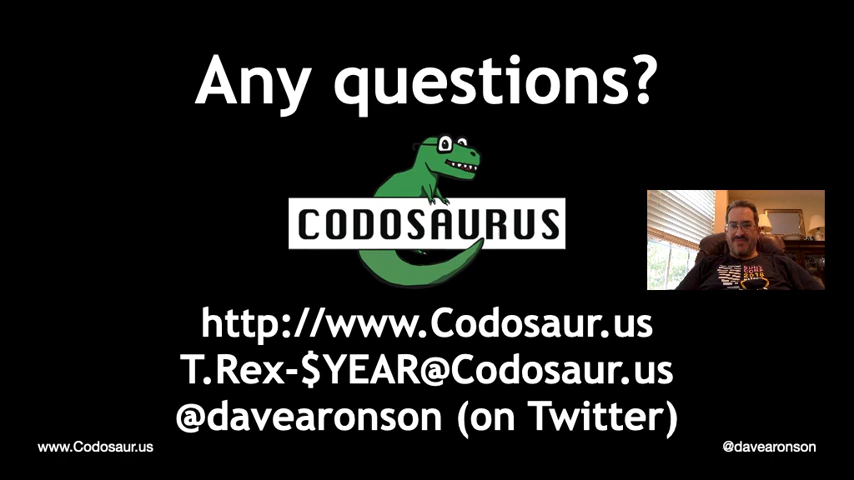 Any questions?
CODOSAURUS
http://www.Codosaur.us
T.Rex-$YEAR@Codosaur.us
@davearonson (on Twitter)
www.Codosaur.us
@davearonson